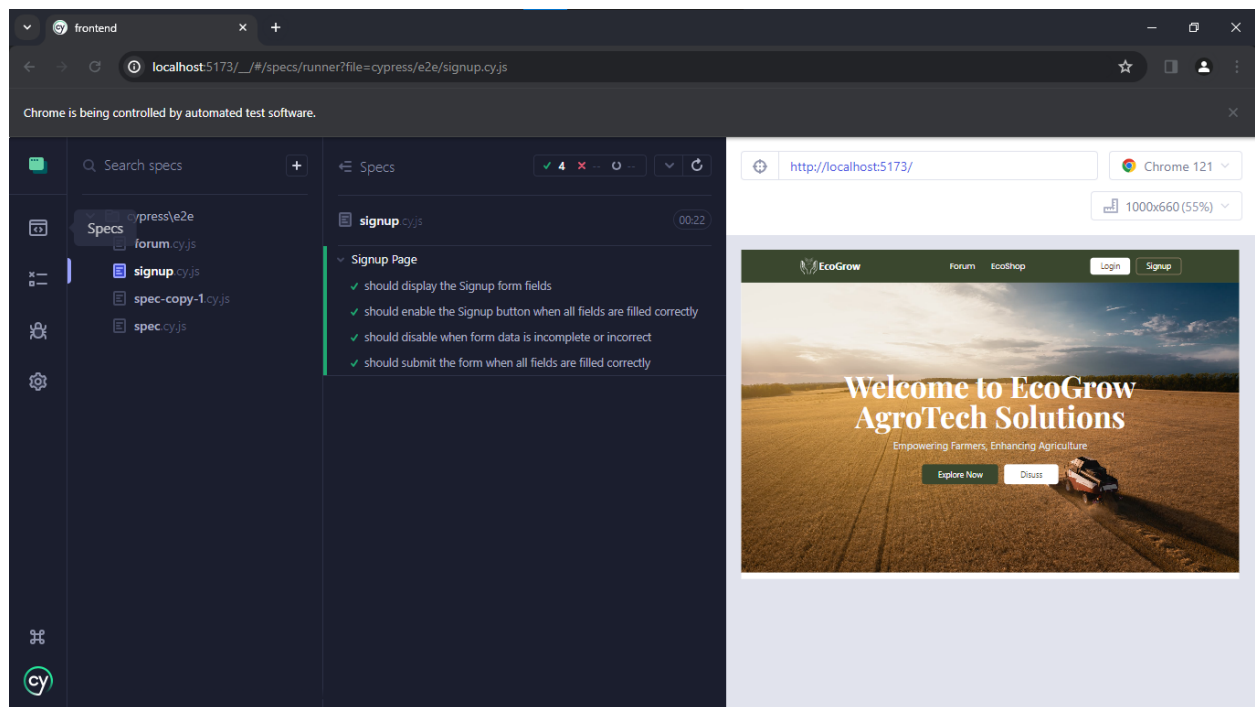 frontend
localhost:5173/__/#/specs/runner?file=cypress/e2e/signup.cy.js
Chrome is being controlled by automated test software.
Search specs
+
Specs
4 -- --
cypress\e2e
Specs
forum.cy.js
signup.cy.js
spec-copy-1.cy.js
spec.cy.js
signup.cy.js 00:22
Signup Page
should display the Signup form fields
should enable the Signup button when all fields are filled correctly
should disable when form data is incomplete or incorrect
should submit the form when all fields are filled correctly
cy
http://localhost:5173/
Chrome 121
1000x660 (55%)
EcoGrow Forum EcoShop Login Signup
Welcome to EcoGrow
AgroTech Solutions
Empowering Farmers, Enhancing Agriculture
Explore Now Disuss